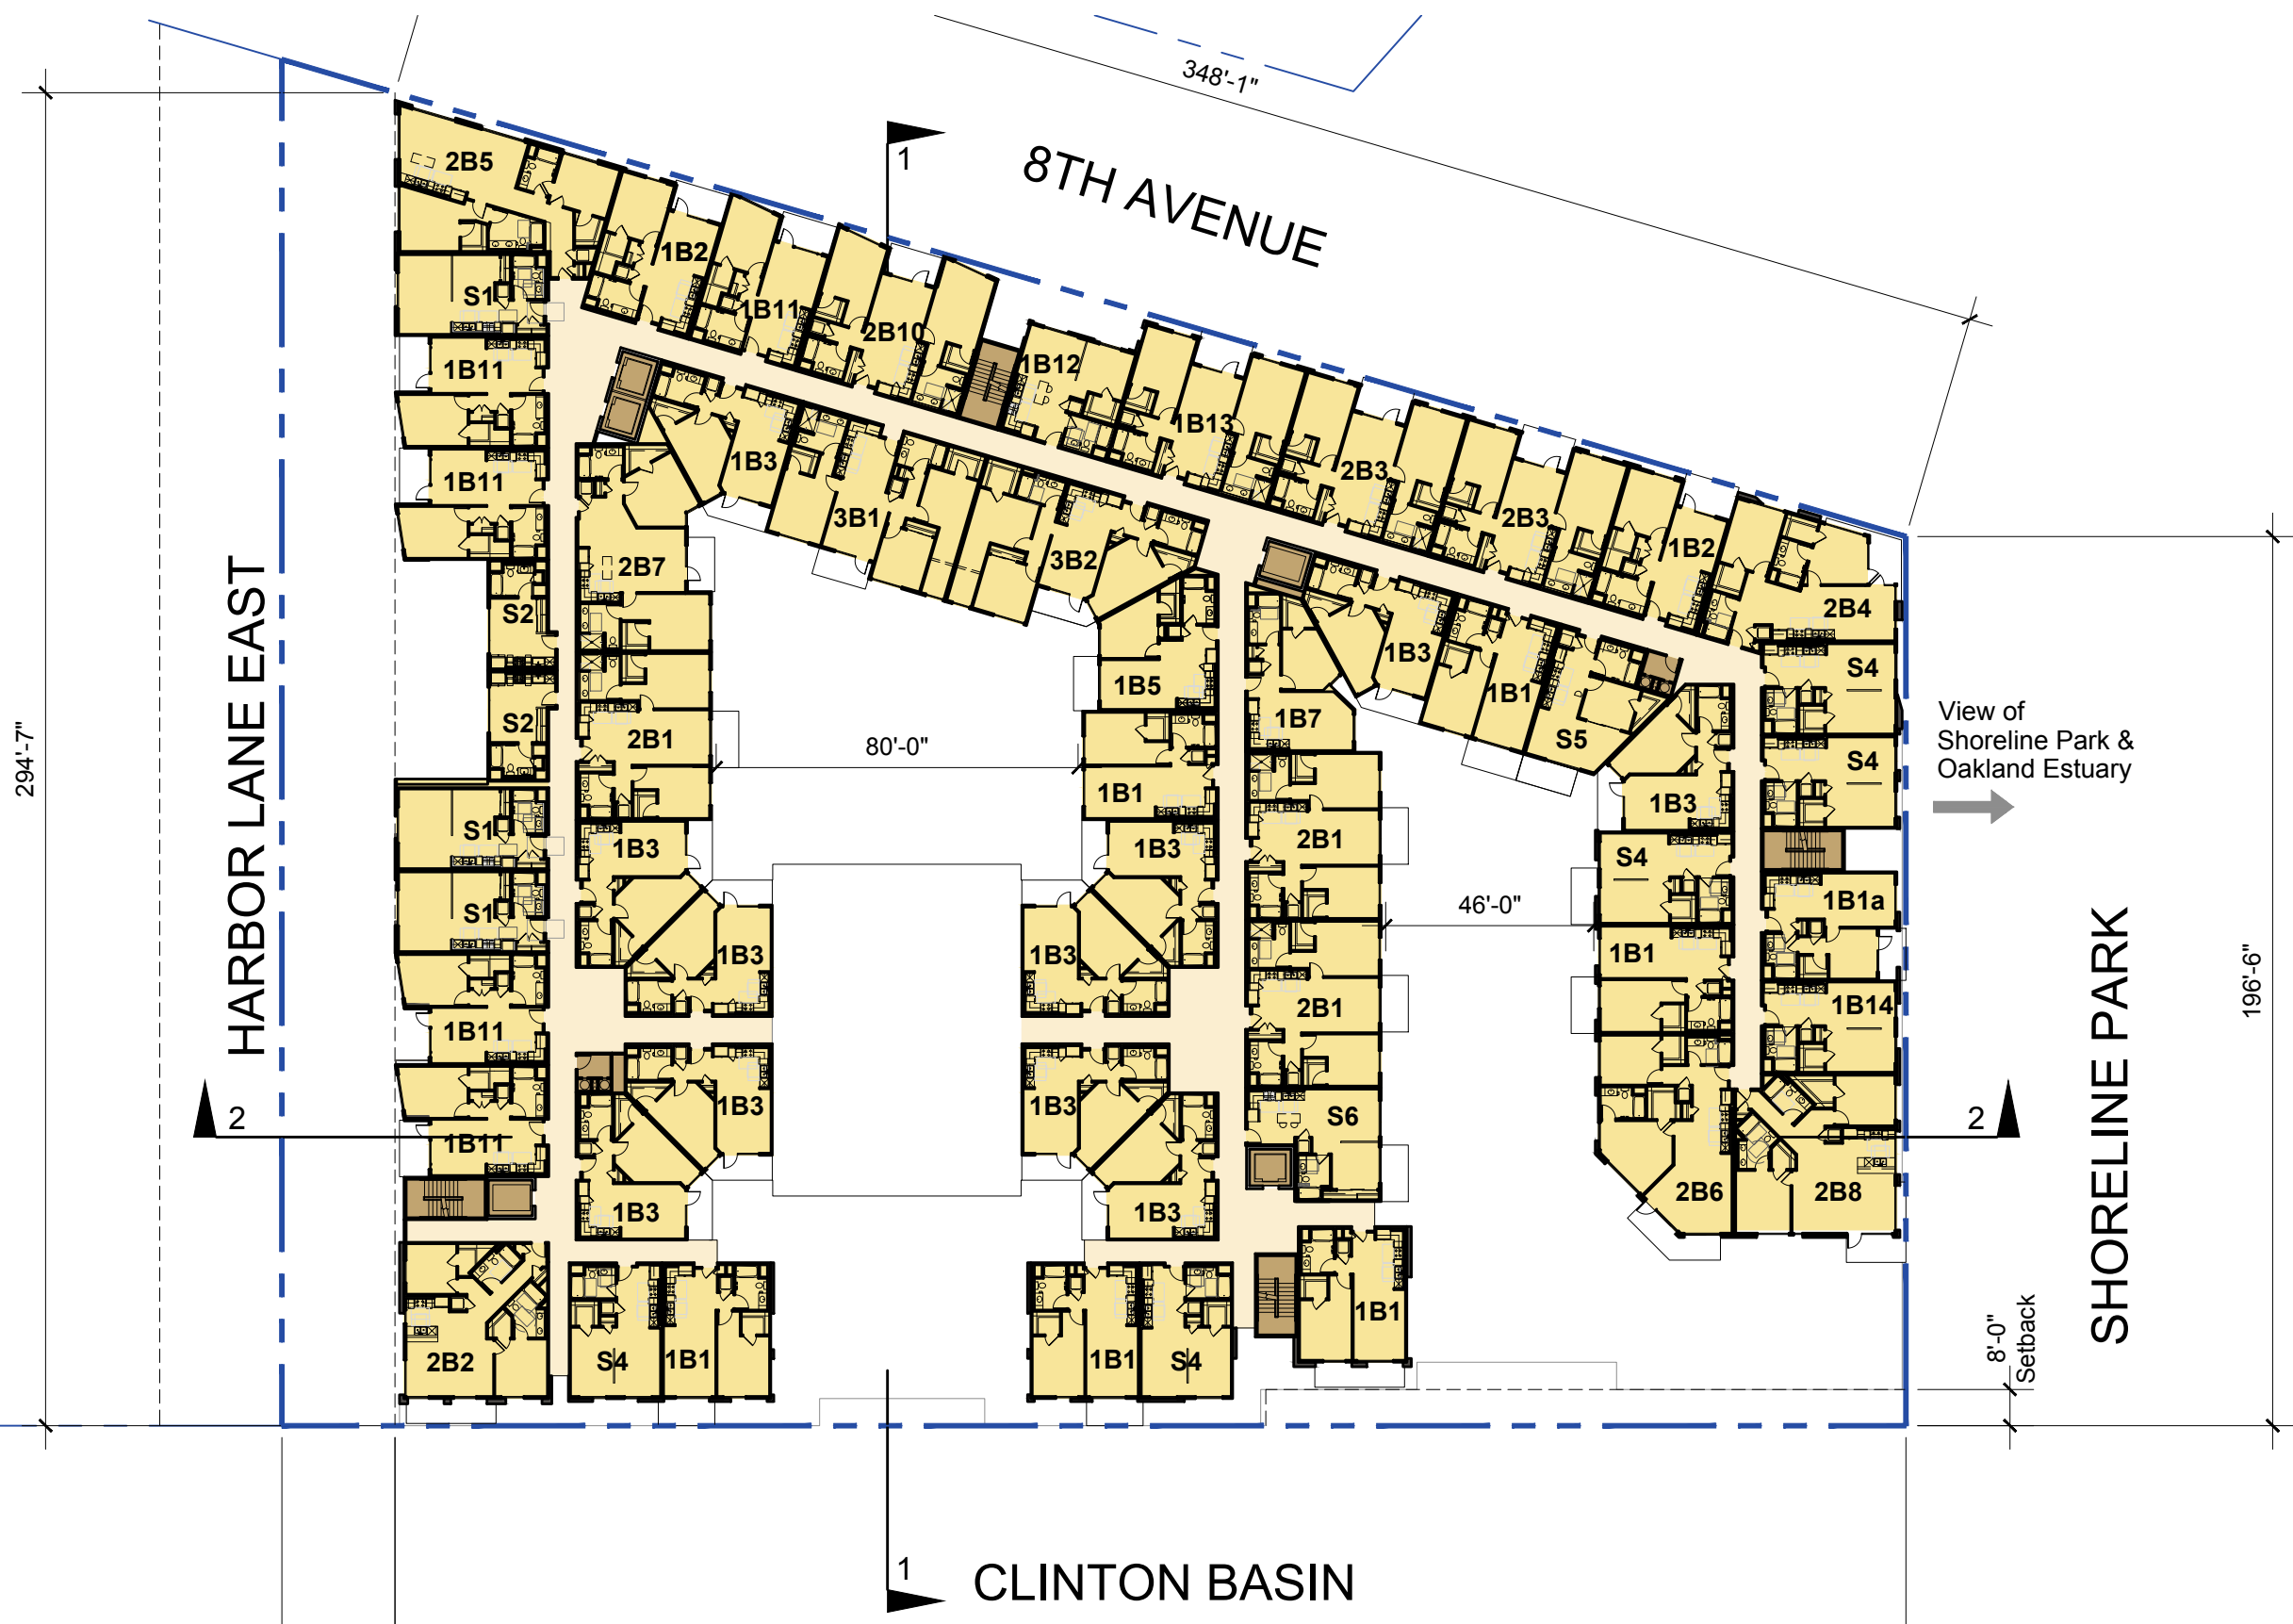 348'-1"
8TH AVENUE
1
2B5
1B2
S1
1B11
2B10
1B11
1B12
1B13
1B3
1B11
3B1
2B3
2B3
1B2
2B7
3B2
S2
2B4
1B3
S4
1B5
1B1
S2
1B7
S5
2B1
View of
Shoreline Park &
Oakland Estuary
80'-0"
S4
HARBOR LANE EAST
294'-7"
1B1
1B3
S1
1B3
1B3
2B1
S4
S1
46'-0"
1B1a
1B3
1B3
1B1
SHORELINE PARK
196'-6"
1B11
2B1
1B14
1B3
1B3
2
S6
2
1B11
1B3
1B3
2B6
2B8
2B2
S4
1B1
1B1
S4
1B1
8'-0"
Setback
1
CLINTON BASIN